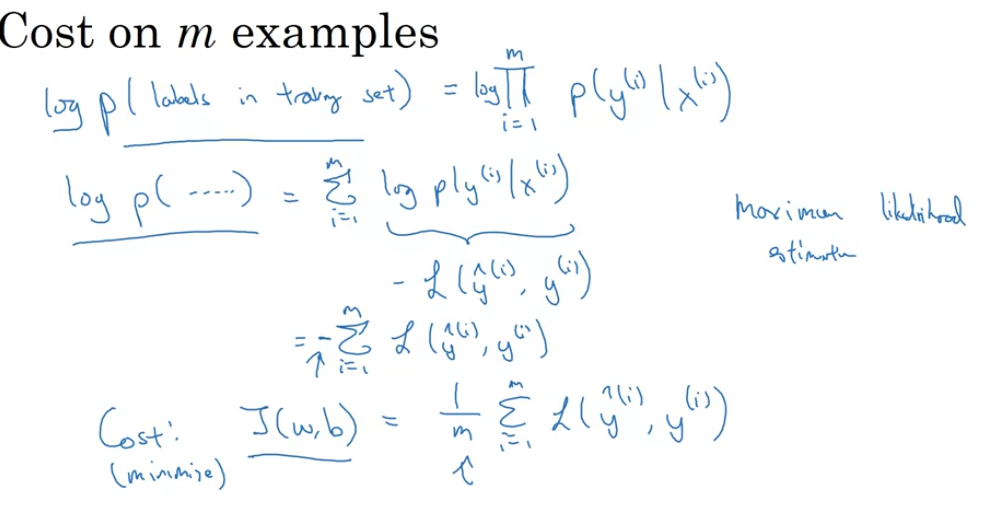 Cost on m examples
log p( labels in training set ) = log ∏_{i=1}^{m} p(y^{(i)} | x^{(i)})
log p( ..... ) = ∑_{i=1}^{m} log p(y^{(i)} | x^{(i)})
maximum likelihood
estimation
- ℒ(ŷ^{(i)}, y^{(i)})
= - ∑_{i=1}^{m} ℒ(ŷ^{(i)}, y^{(i)})
Cost: J(w,b) = 1/m ∑_{i=1}^{m} ℒ(ŷ^{(i)}, y^{(i)})
(minimize)